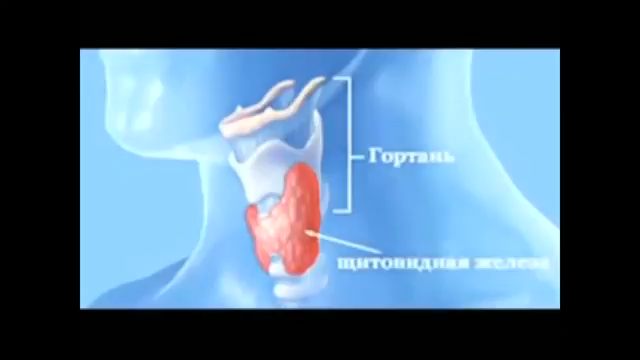 Гортань
щитовидная железа